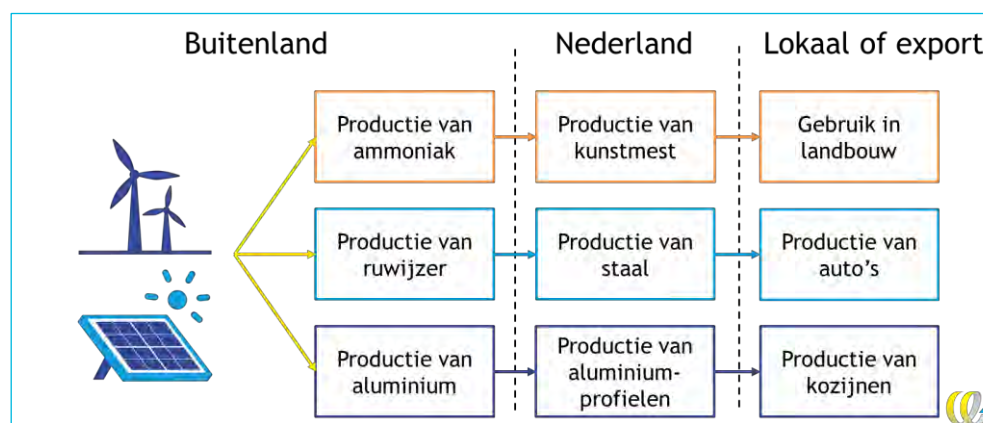 Buitenland
Nederland
Lokaal of export
Productie van
ammoniak
Productie van
kunstmest
Gebruik in
landbouw
Productie van
ruwijzer
Productie van
staal
Productie van
auto's
Productie van
aluminium
Productie van
aluminium-
profielen
Productie van
kozijnen